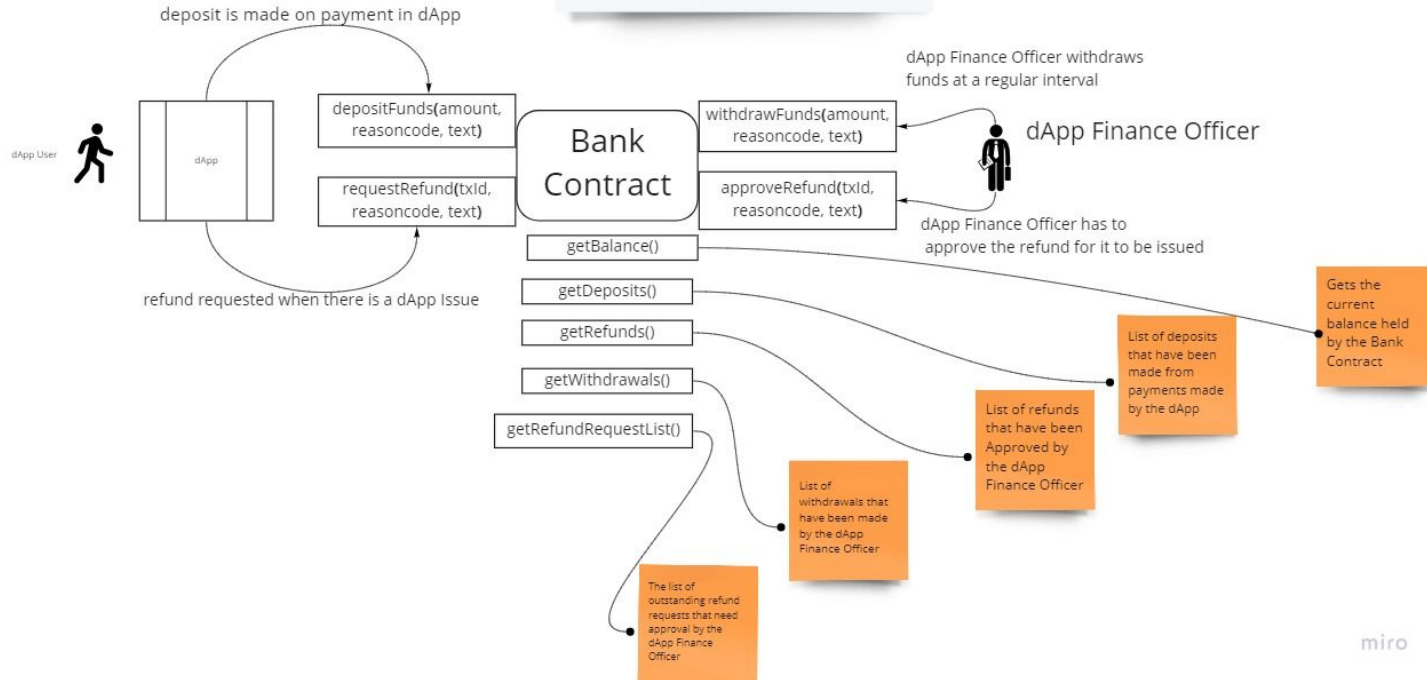 deposit is made on payment in dApp
dApp Finance Officer withdraws
funds at a regular interval
depositFunds(amount,
reasoncode, text)
Bank
Contract
withdrawFunds(amount,
reasoncode, text)
dApp Finance Officer
dApp User
dApp
requestRefund(txId,
reasoncode, text)
approveRefund(txId,
reasoncode, text)
dApp Finance Officer has to
approve the refund for it to be issued
refund requested when there is a dApp Issue
getBalance()
getDeposits()
getRefunds()
getWithdrawals()
getRefundRequestList()
Gets the
current
balance held
by the Bank
Contract
List of deposits
that have been
made from
payments made
by the dApp
List of refunds
that have been
Approved by
the dApp
Finance Officer
List of
withdrawals that
have been made
by the dApp
Finance Officer
The list of
outstanding refund
requests that need
approval by the
dApp Finance
Officer
miro